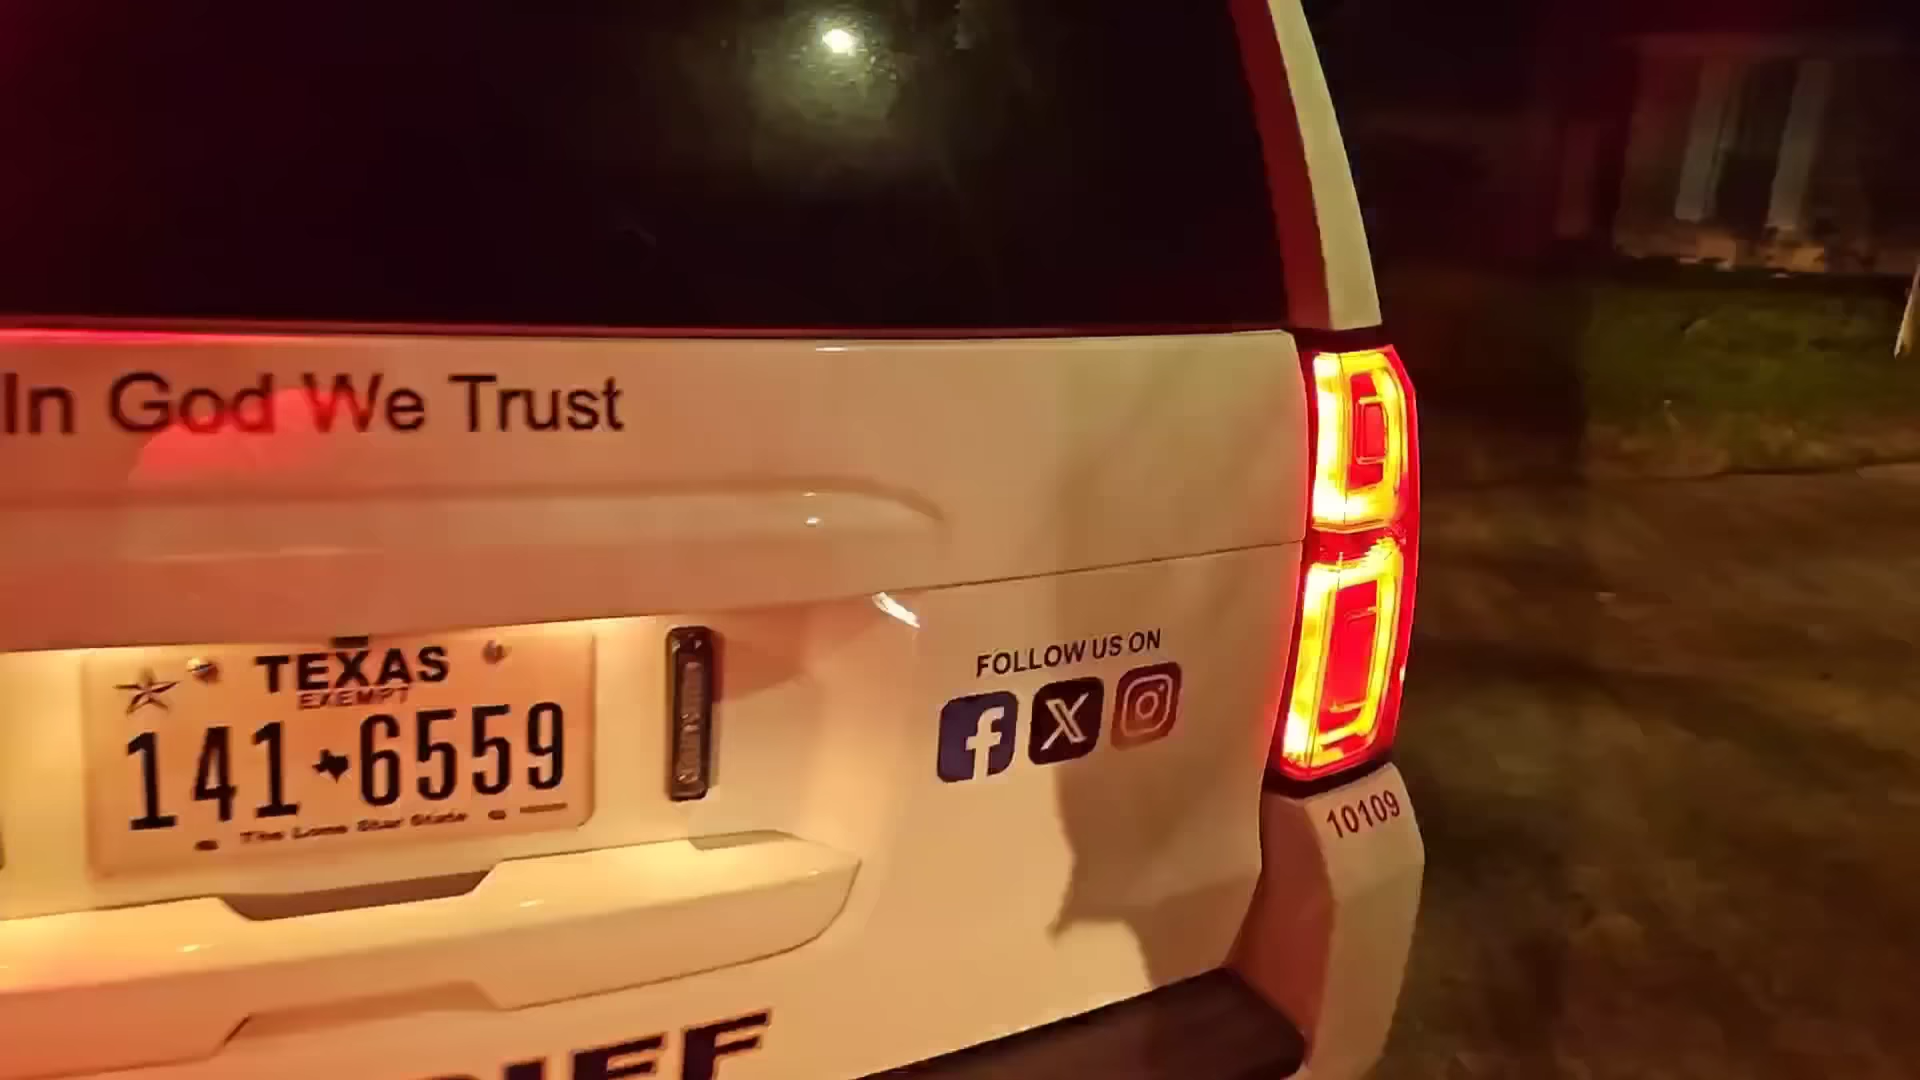 In God We Trust
FOLLOW US ON
TEXAS
EXEMPT
141 6559
The Lone Star State
10109